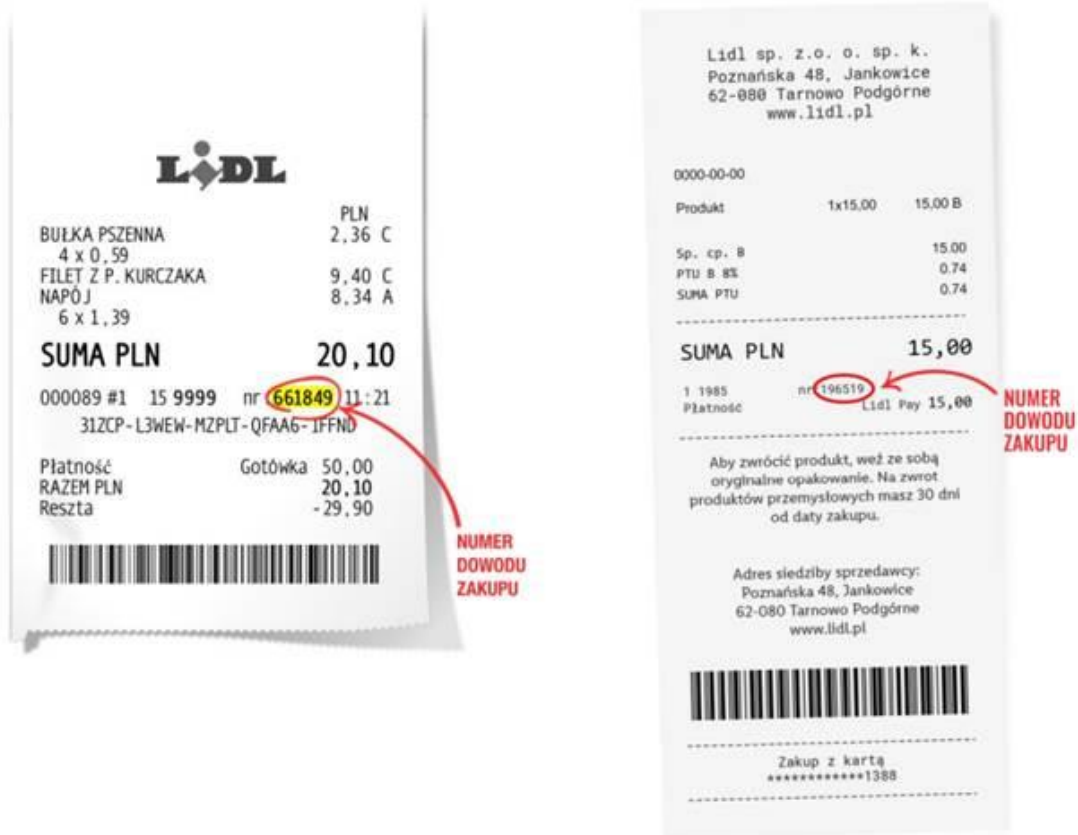 LIDL
PLN
BUŁKA PSZENNA 2,36 C
4 x 0,59
FILET Z P. KURCZAKA 9,40 C
NAPÓJ 8,34 A
6 x 1,39
SUMA PLN 20,10
000089 #1 15 9999 nr 661849 11:21
31ZCP-L3WEW-MZPLT-QFAA6-IFFND
Płatność Gotówka 50,00
RAZEM PLN 20,10
Reszta -29,90
NUMER
DOWODU
ZAKUPU
Lidl sp. z.o. o. sp. k.
Poznańska 48, Jankowice
62-080 Tarnowo Podgórne
www.lidl.pl
0000-00-00
Produkt 1x15,00 15,00 B
Sp. cp. B 15.00
PTU B 8% 0.74
SUMA PTU 0.74
SUMA PLN 15,00
1 1985 nr 196519
Płatność Lidl Pay 15,00
NUMER
DOWODU
ZAKUPU
Aby zwrócić produkt, weź ze sobą
oryginalne opakowanie. Na zwrot
produktów przemysłowych masz 30 dni
od daty zakupu.
Adres siedziby sprzedawcy:
Poznańska 48, Jankowice
62-080 Tarnowo Podgórne
www.lidl.pl
Zakup z kartą
************1388